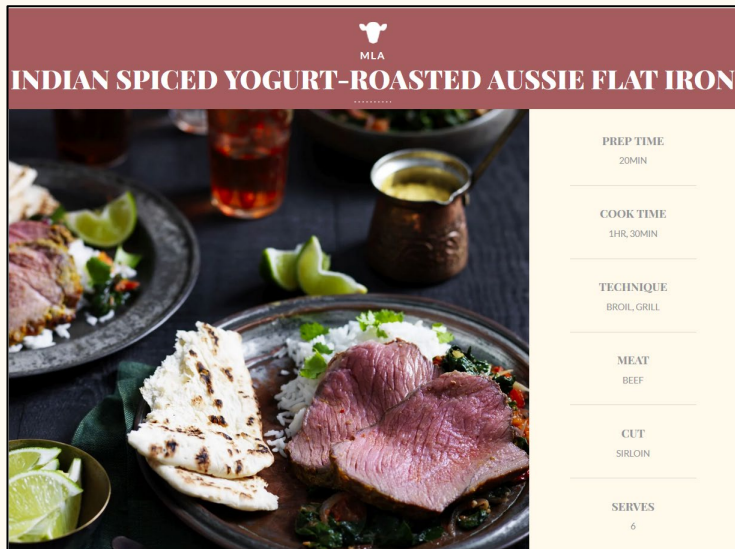 MLA
INDIAN SPICED YOGURT-ROASTED AUSSIE FLAT IRON
PREP TIME
20MIN
COOK TIME
1HR, 30MIN
TECHNIQUE
BROIL, GRILL
MEAT
BEEF
CUT
SIRLOIN
SERVES
6